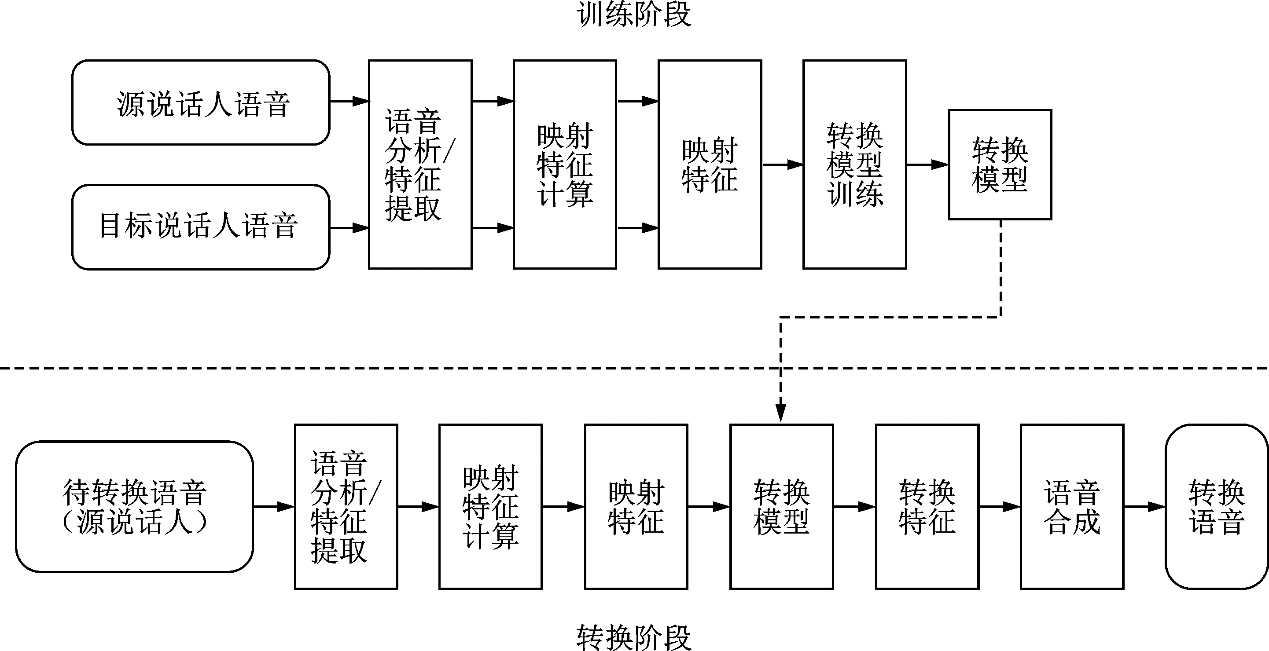 训练阶段
源说话人语音
目标说话人语音
语音
分析/
特征
提取
映射
特征
计算
映射
特征
转换
模型
训练
转换
模型
待转换语音
（源说话人）
语音
分析/
特征
提取
映射
特征
计算
映射
特征
转换
模型
转换
特征
语音
合成
转换
语音
转换阶段